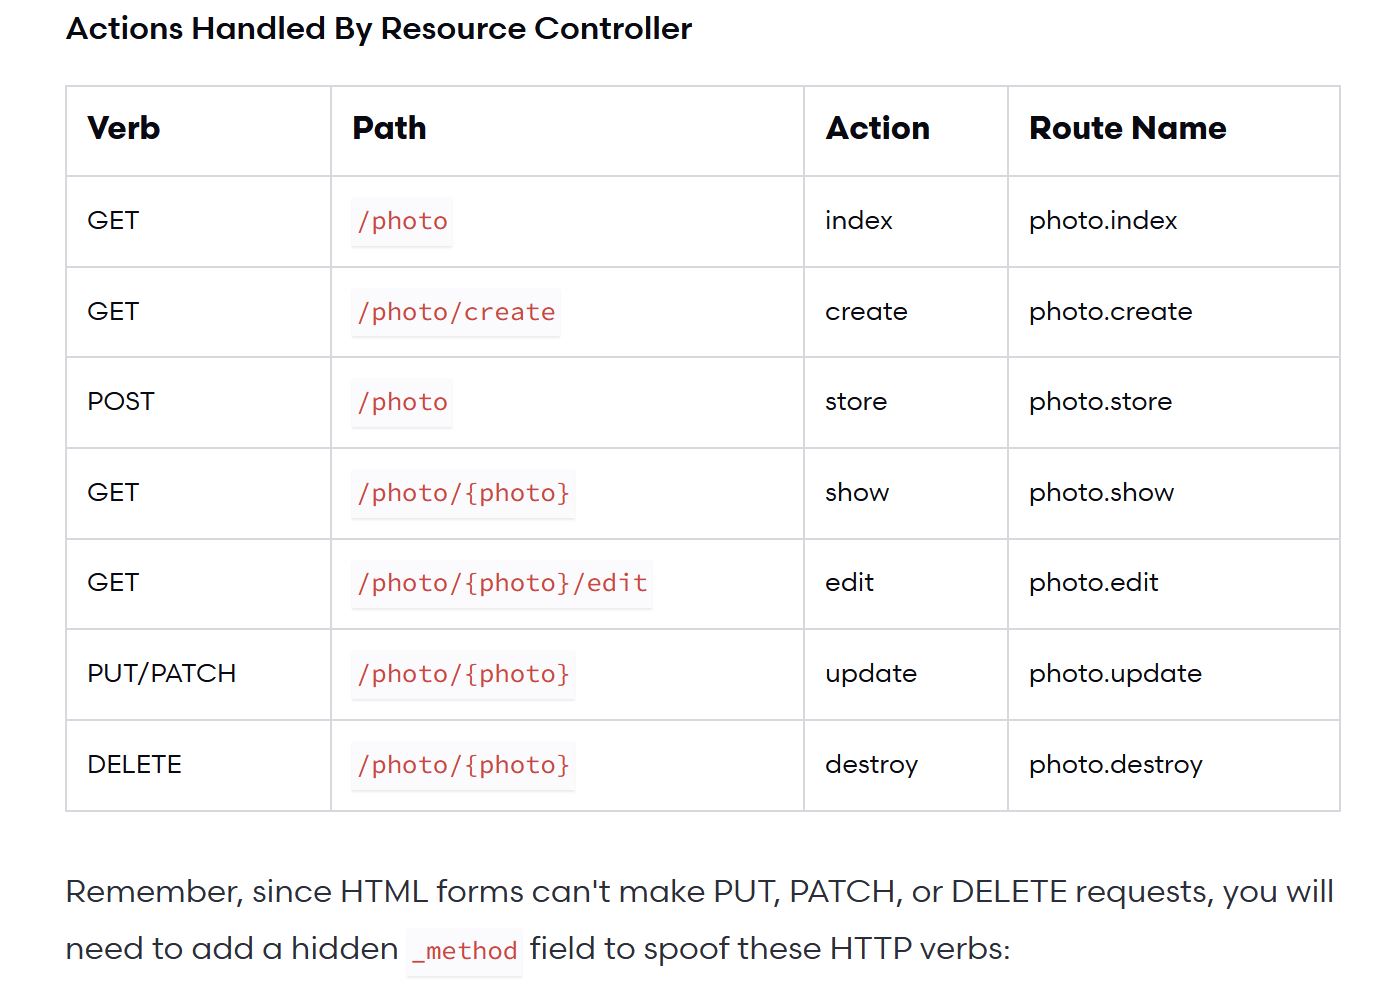 Actions Handled By Resource Controller
Verb Path Action Route Name
GET /photo index photo.index
GET /photo/create create photo.create
POST /photo store photo.store
GET /photo/{photo} show photo.show
GET /photo/{photo}/edit edit photo.edit
PUT/PATCH /photo/{photo} update photo.update
DELETE /photo/{photo} destroy photo.destroy
Remember, since HTML forms can't make PUT, PATCH, or DELETE requests, you will
need to add a hidden _method field to spoof these HTTP verbs: